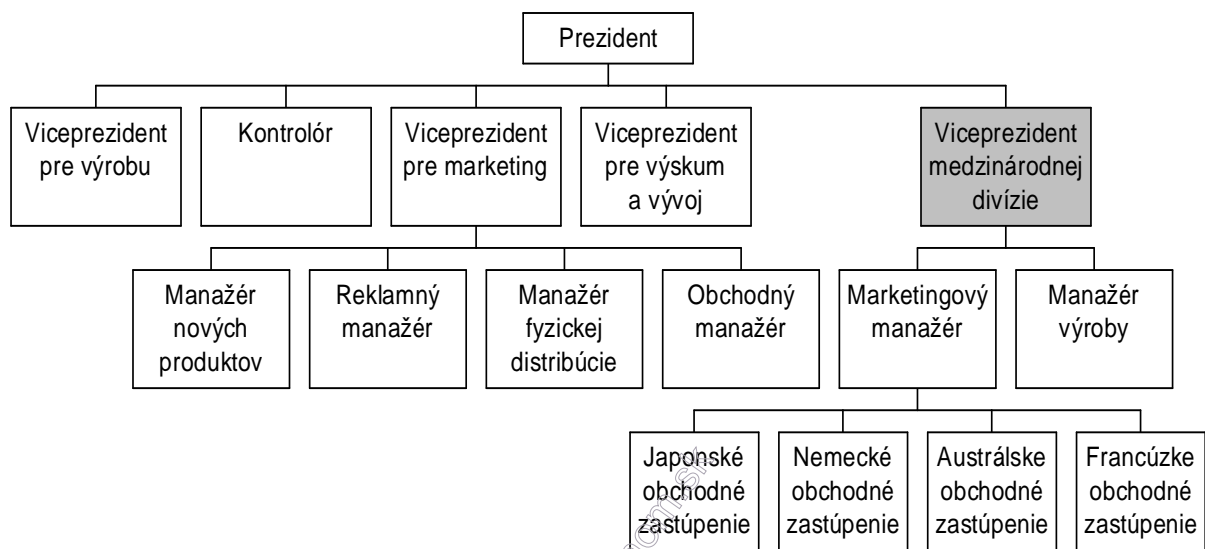 Prezident
Viceprezident
pre výrobu
Kontrolór
Viceprezident
pre marketing
Viceprezident
pre výskum
a vývoj
Viceprezident
medzinárodnej
divízie
Manažér
nových
produktov
Reklamný
manažér
Manažér
fyzickej
distribúcie
Obchodný
manažér
Marketingový
manažér
Manažér
výroby
Japonské
obchodné
zastúpenie
Nemecké
obchodné
zastúpenie
Austrálske
obchodné
zastúpenie
Francúzke
obchodné
zastúpenie